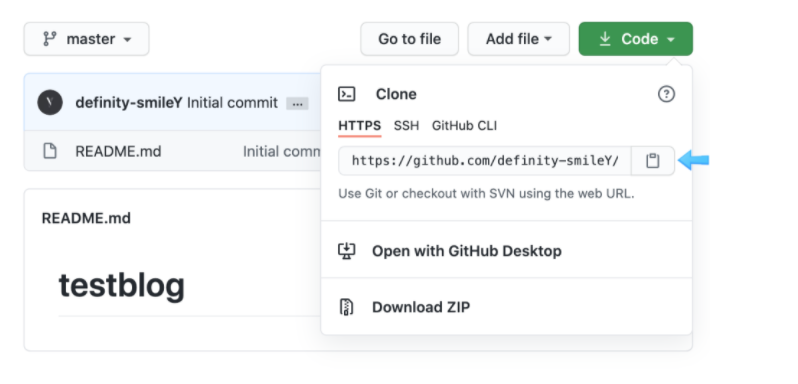 master
Go to file
Add file
Code
definity-smileY Initial commit ...
README.md Initial comm
Clone
HTTPS SSH GitHub CLI
https://github.com/definity-smileY/
Use Git or checkout with SVN using the web URL.
Open with GitHub Desktop
Download ZIP
README.md
testblog